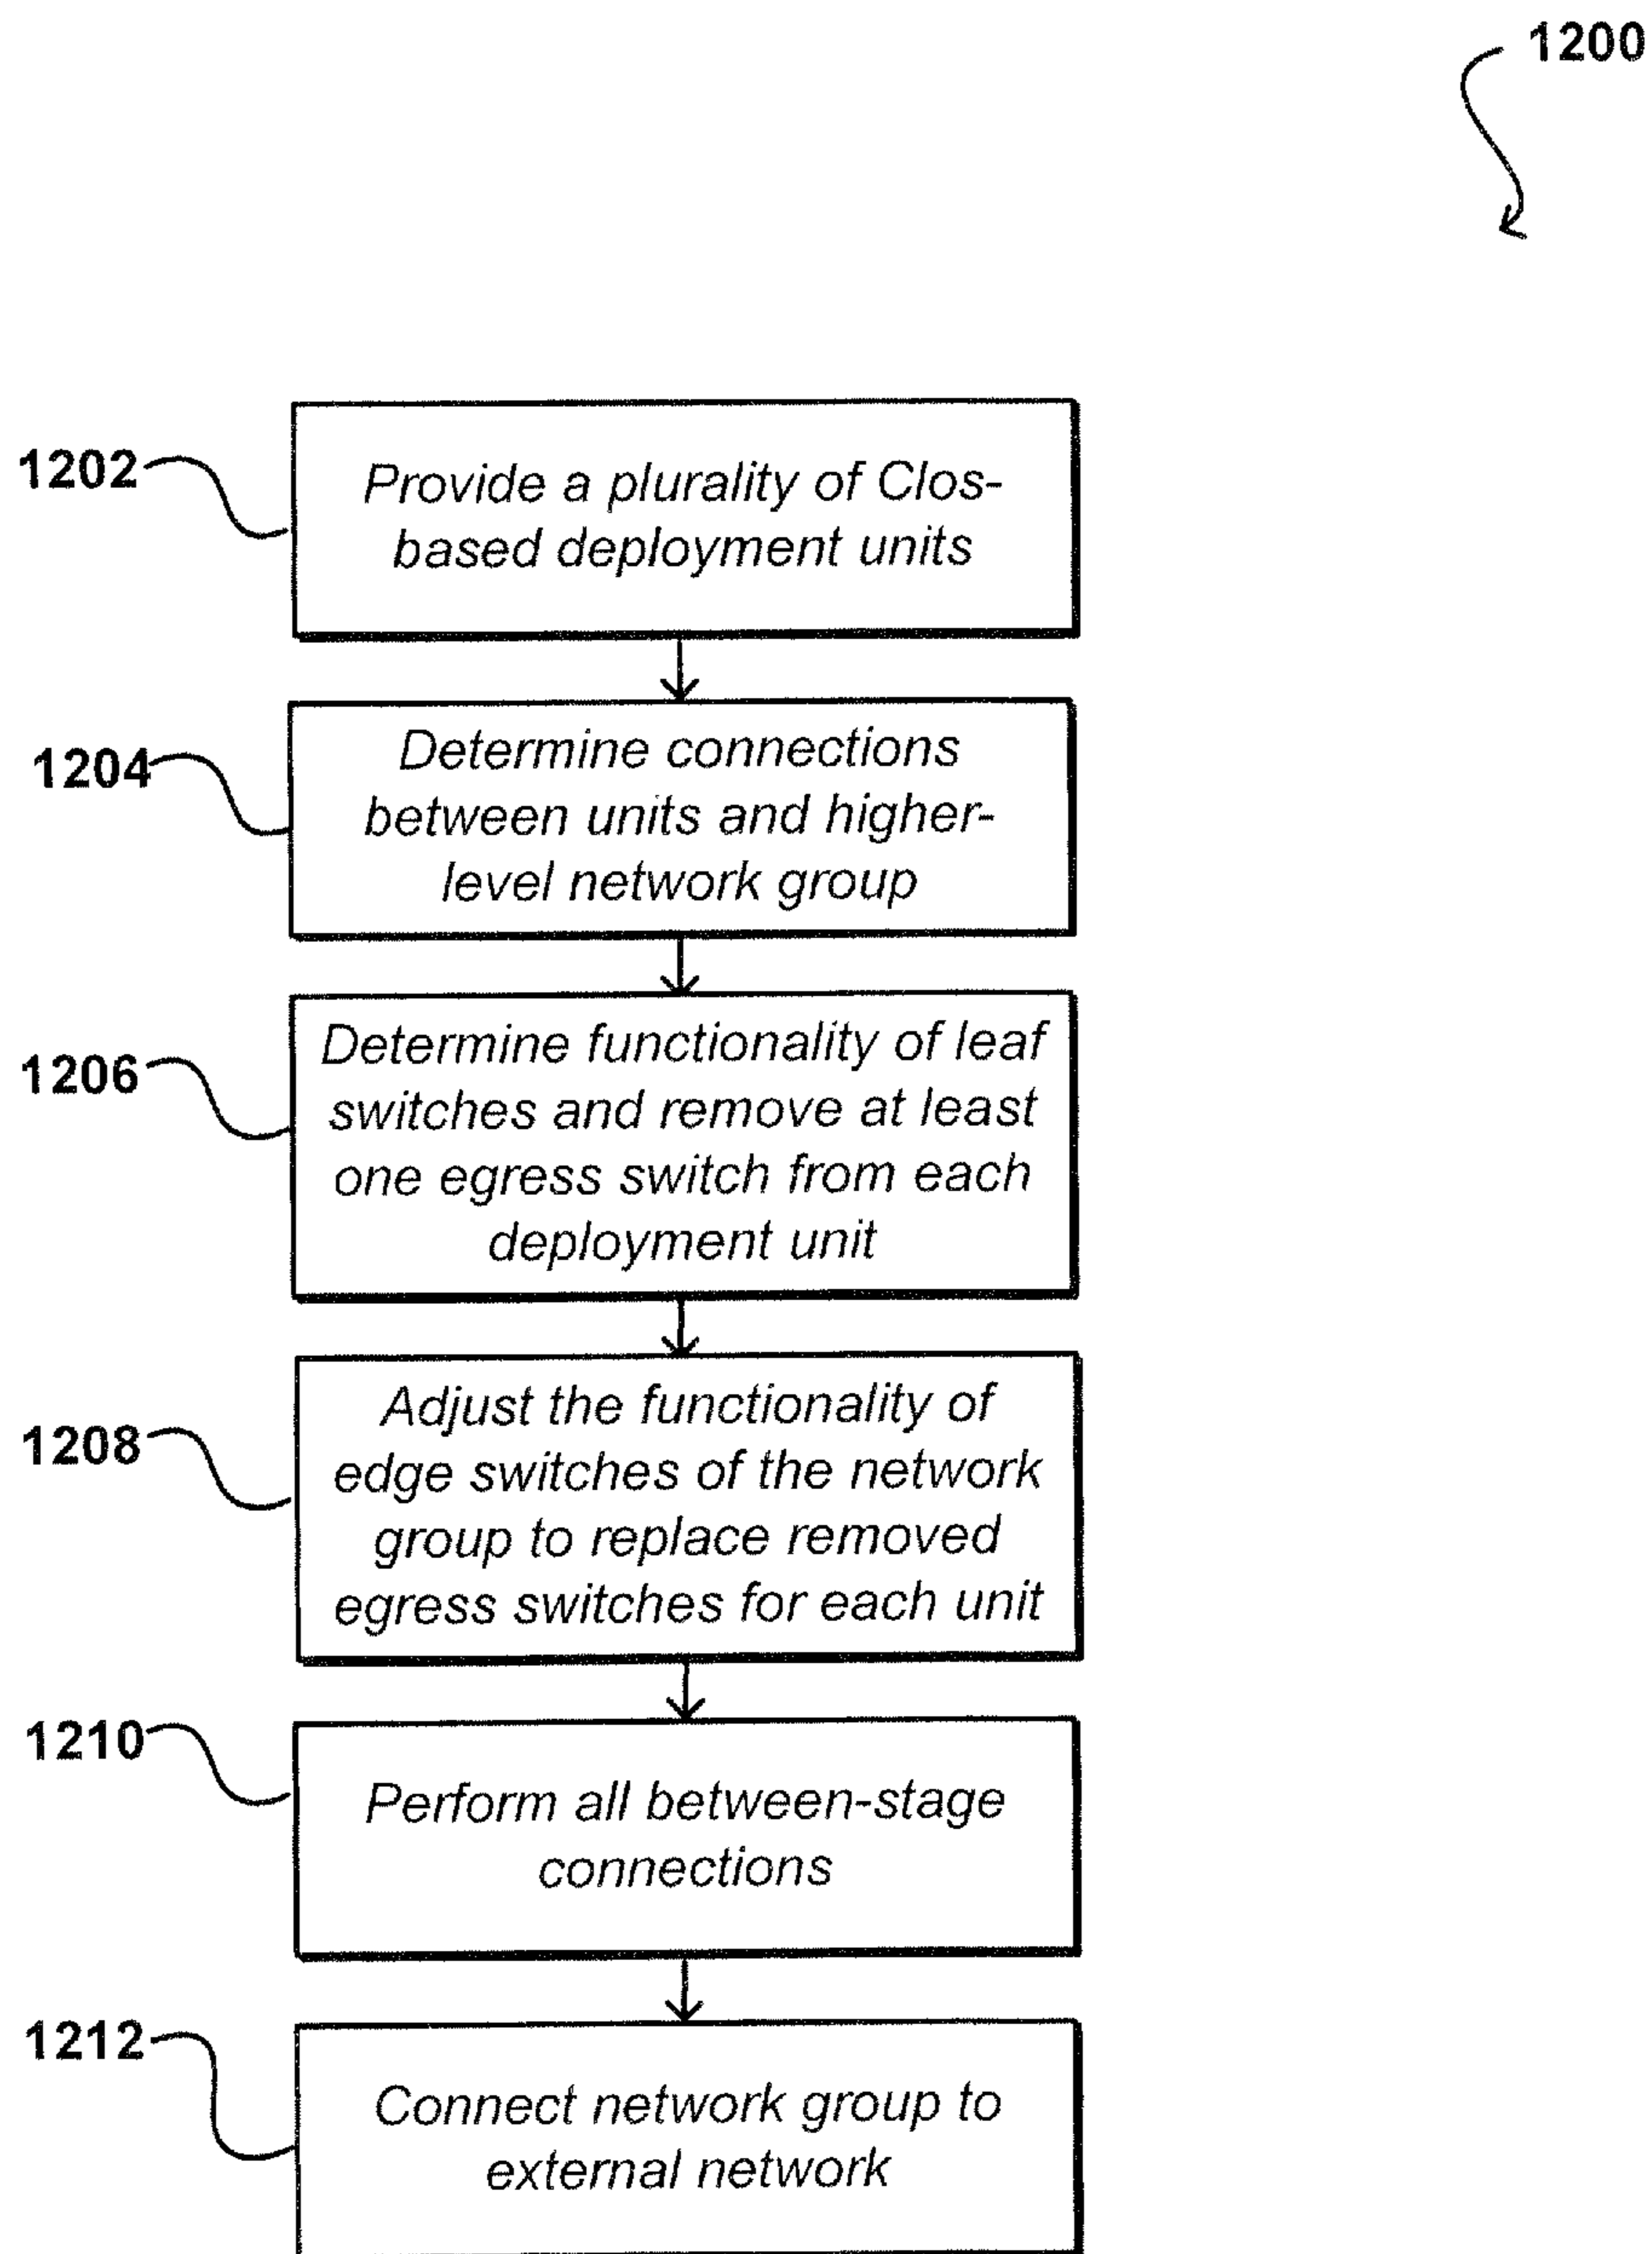 1200
1202
Provide a plurality of Clos-
based deployment units
1204
Determine connections
between units and higher-
level network group
1206
Determine functionality of leaf
switches and remove at least
one egress switch from each
deployment unit
1208
Adjust the functionality of
edge switches of the network
group to replace removed
egress switches for each unit
1210
Perform all between-stage
connections
1212
Connect network group to
external network